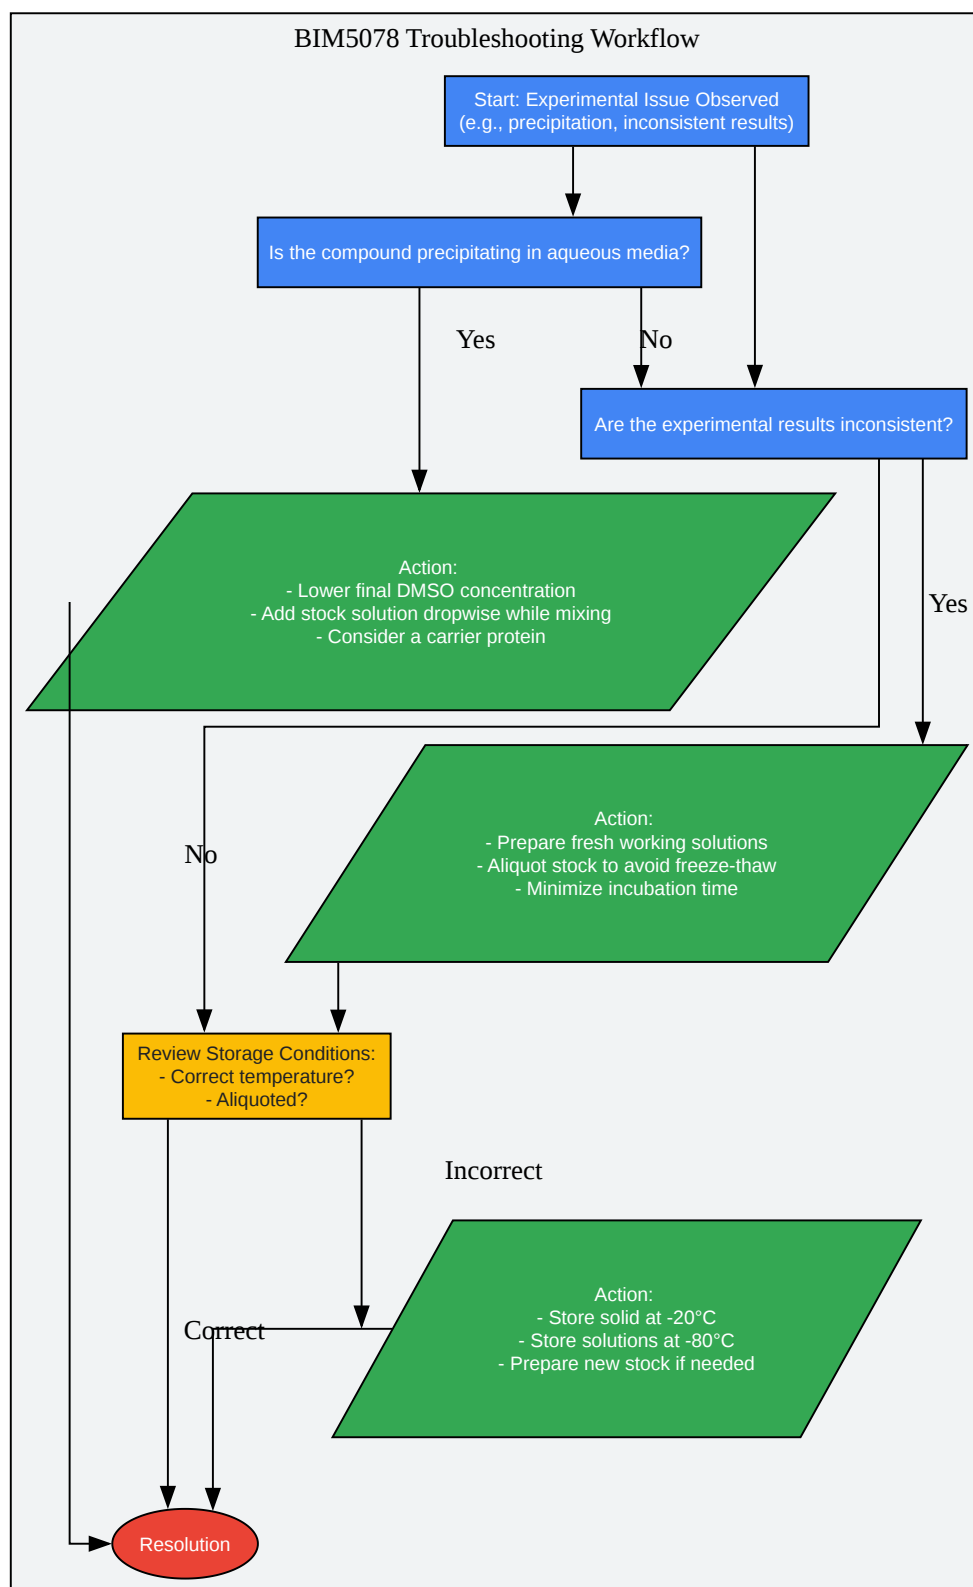 BIM5078 Troubleshooting Workflow
Start: Experimental Issue Observed
(e.g., precipitation, inconsistent results)
Is the compound precipitating in aqueous media?
Yes
No
Are the experimental results inconsistent?
Action:
- Lower final DMSO concentration
- Add stock solution dropwise while mixing
- Consider a carrier protein
Yes
Action:
- Prepare fresh working solutions
- Aliquot stock to avoid freeze-thaw
- Minimize incubation time
No
Review Storage Conditions:
- Correct temperature?
- Aliquoted?
Incorrect
Action:
- Store solid at -20°C
- Store solutions at -80°C
- Prepare new stock if needed
Correct
Resolution